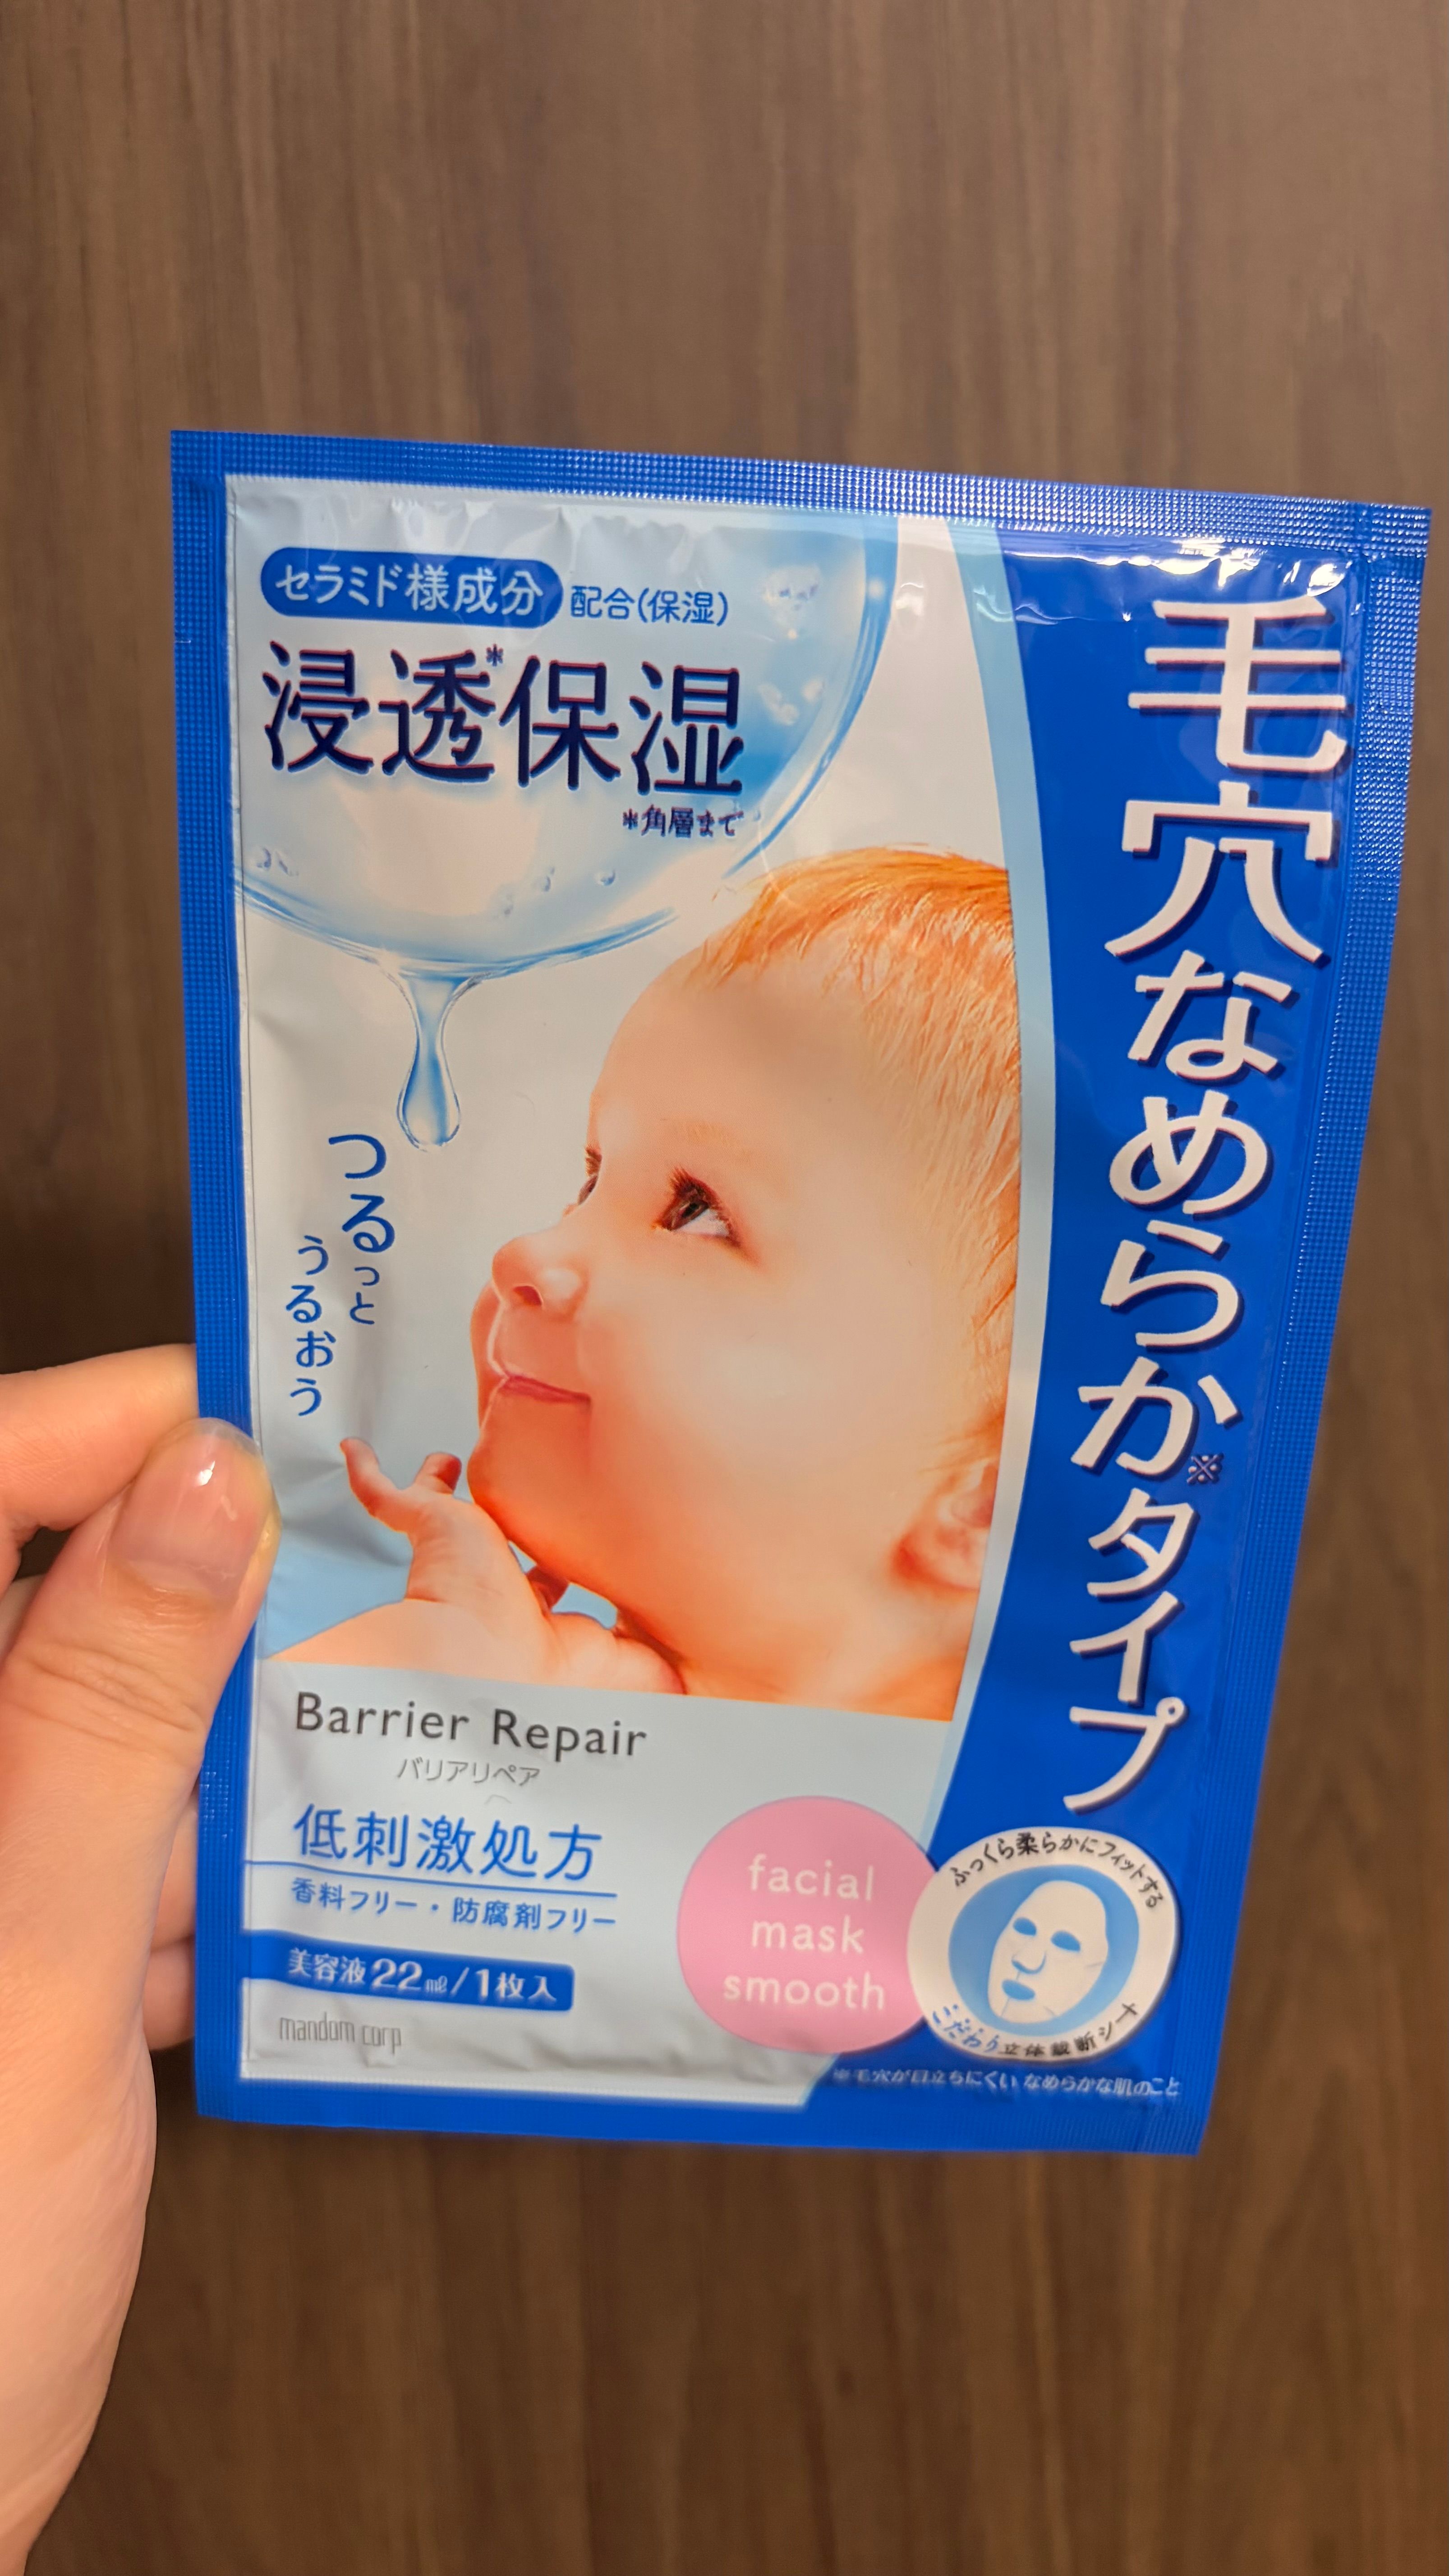 セラミド様成分 配合(保湿)
浸透*保湿
*角層まで
毛穴なめらか※タイプ
つるっと
うるおう
Barrier Repair
バリアリペア
低刺激処方
香料フリー・防腐剤フリー
美容液22㎖/1枚入
mandom corp
facial
mask
smooth
ふっくら柔らかにフィットする
こだわり立体裁断シート
※毛穴が目立ちにくい なめらかな肌のこと